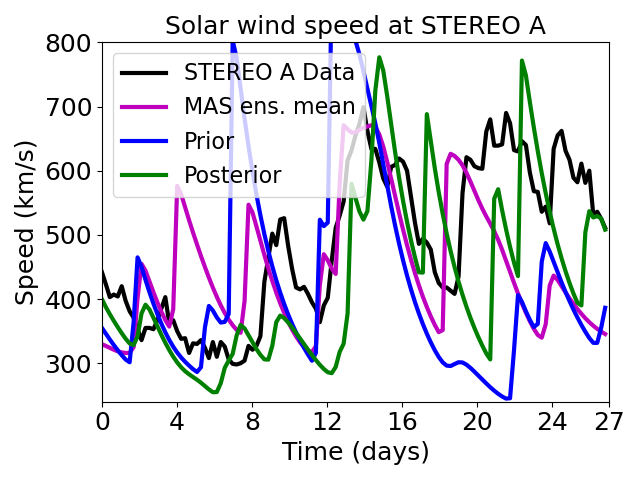 Solar wind speed at STEREO A
800
700
600
500
400
300
Speed (km/s)
STEREO A Data
MAS ens. mean
Prior
Posterior
0 4 8 12 16 20 24 27
Time (days)